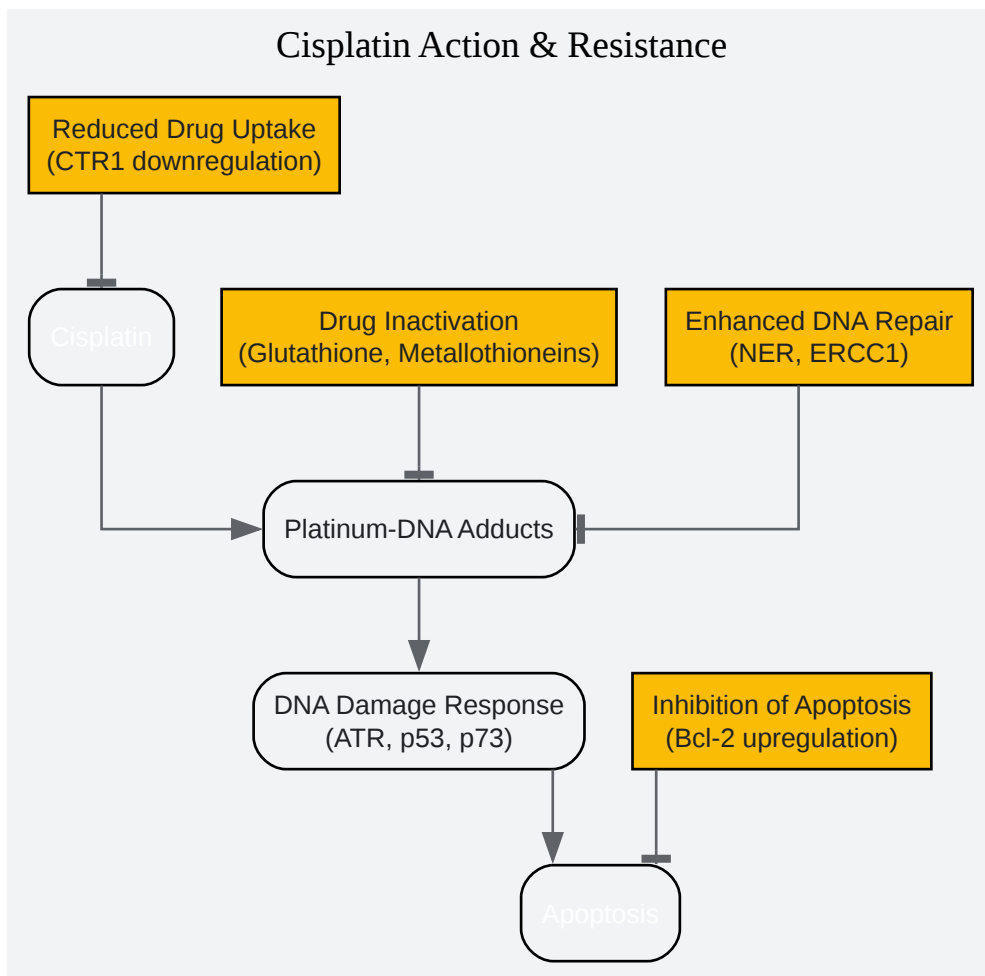 Cisplatin Action & Resistance
Reduced Drug Uptake
(CTR1 downregulation)
Cisplatin
Drug Inactivation
(Glutathione, Metallothioneins)
Enhanced DNA Repair
(NER, ERCC1)
Platinum-DNA Adducts
DNA Damage Response
(ATR, p53, p73)
Inhibition of Apoptosis
(Bcl-2 upregulation)
Apoptosis